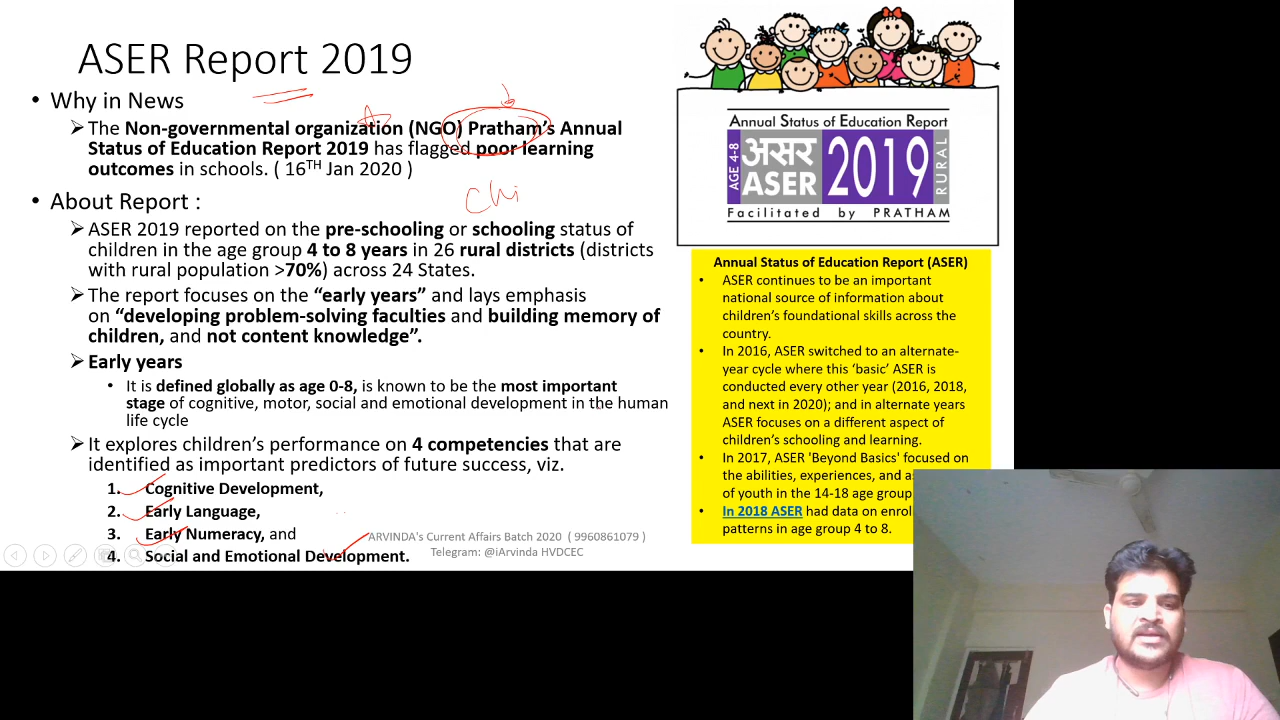 ASER Report 2019
• Why in News
➢The Non-governmental organization (NGO) Pratham's Annual
Status of Education Report 2019 has flagged poor learning
outcomes in schools. ( 16TH Jan 2020 )
Chi
• About Report :
➢ASER 2019 reported on the pre-schooling or schooling status of
children in the age group 4 to 8 years in 26 rural districts (districts
with rural population >70%) across 24 States.
➢The report focuses on the “early years” and lays emphasis
on “developing problem-solving faculties and building memory of
children, and not content knowledge”.
➢Early years
• It is defined globally as age 0-8, is known to be the most important
stage of cognitive, motor, social and emotional development in the human
life cycle
➢It explores children’s performance on 4 competencies that are
identified as important predictors of future success, viz.
1. Cognitive Development,
2. Early Language,
3. Early Numeracy, and
4. Social and Emotional Development.
ARVINDA's Current Affairs Batch 2020 ( 9960861079 )
Telegram: @iArvinda HVDCEC
Annual Status of Education Report
AGE 4-8
असर
ASER
2019
RURAL
Facilitated by PRATHAM
Annual Status of Education Report (ASER)
• ASER continues to be an important
national source of information about
children’s foundational skills across the
country.
• In 2016, ASER switched to an alternate-
year cycle where this ‘basic’ ASER is
conducted every other year (2016, 2018,
and next in 2020); and in alternate years
ASER focuses on a different aspect of
children’s schooling and learning.
• In 2017, ASER 'Beyond Basics' focused on
the abilities, experiences, and
of youth in the 14-18 age group
• In 2018 ASER had data on
patterns in age group 4 to 8.